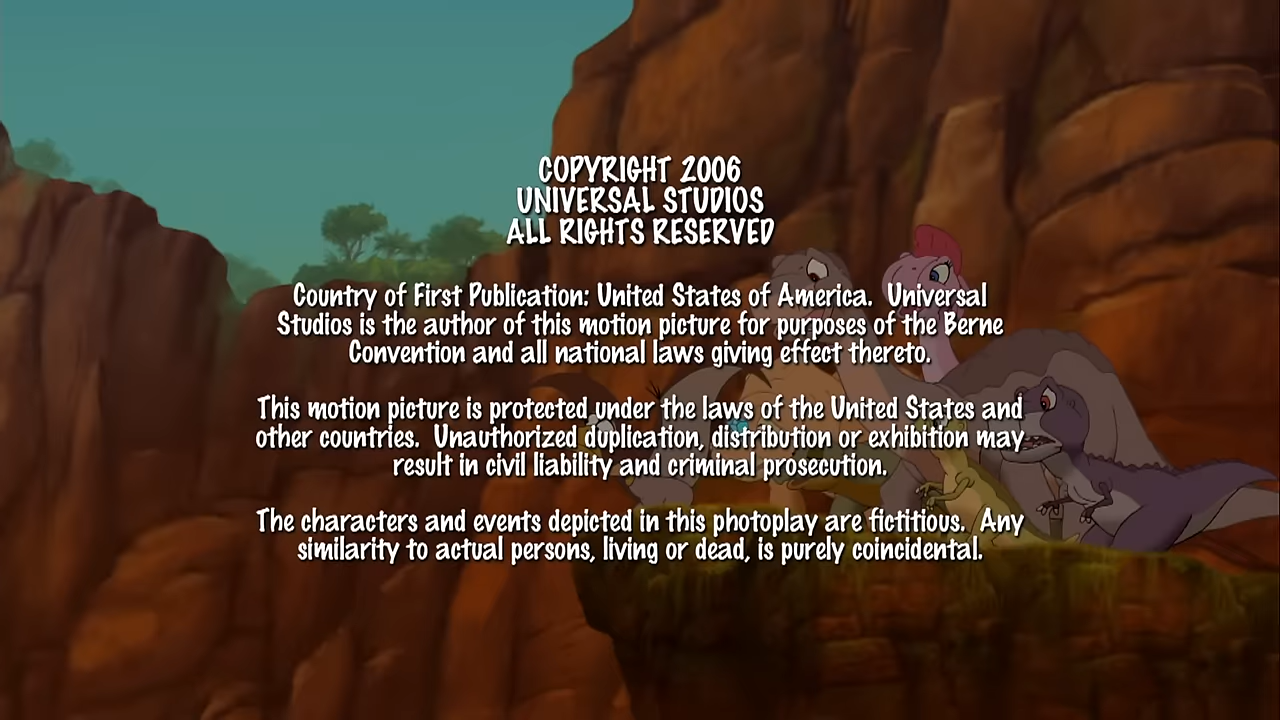 COPYRIGHT 2006
UNIVERSAL STUDIOS
ALL RIGHTS RESERVED
Country of First Publication: United States of America.  Universal
Studios is the author of this motion picture for purposes of the Berne
Convention and all national laws giving effect thereto.
This motion picture is protected under the laws of the United States and
other countries.  Unauthorized duplication, distribution or exhibition may
result in civil liability and criminal prosecution.
The characters and events depicted in this photoplay are fictitious.  Any
similarity to actual persons, living or dead, is purely coincidental.